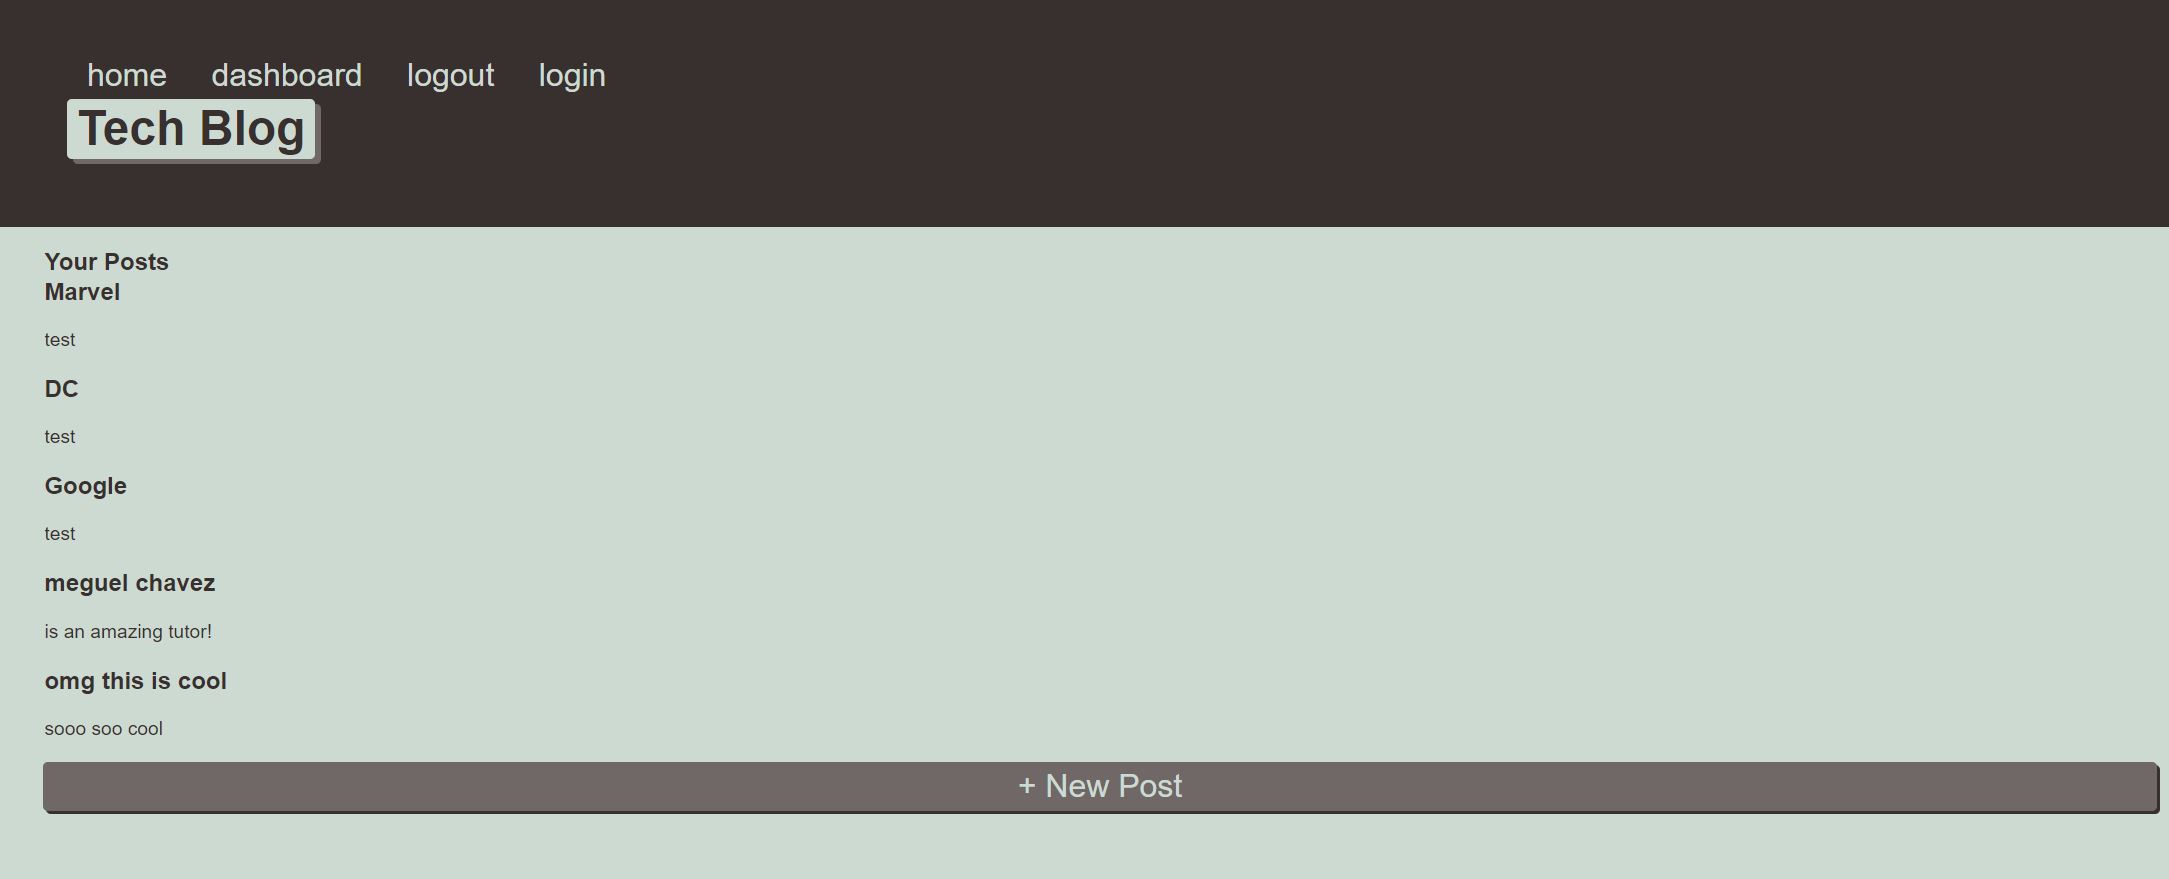 home dashboard logout login
Tech Blog
Your Posts
Marvel
test
DC
test
Google
test
meguel chavez
is an amazing tutor!
omg this is cool
sooo soo cool
+ New Post